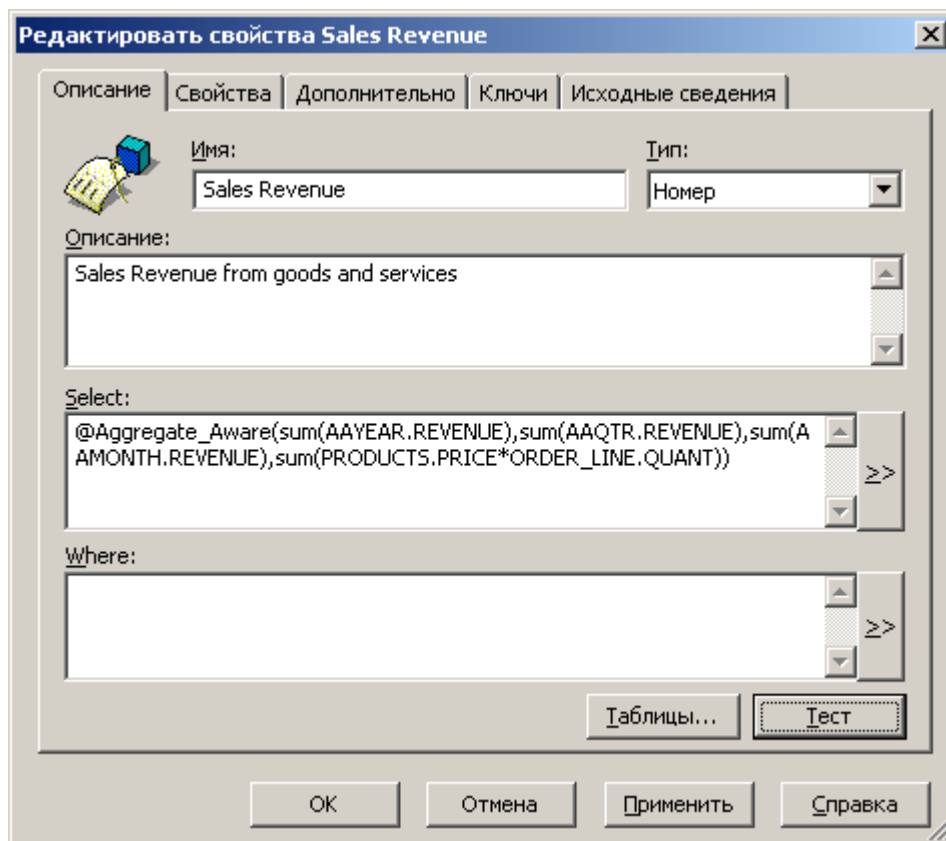 Редактировать свойства Sales Revenue
Описание Свойства Дополнительно Ключи Исходные сведения
Имя: Тип:
Sales Revenue Номер
Описание:
Sales Revenue from goods and services
Select:
@Aggregate_Aware(sum(AAYEAR.REVENUE),sum(AAQTR.REVENUE),sum(A
AMONTH.REVENUE),sum(PRODUCTS.PRICE*ORDER_LINE.QUANT))
>>
Where:
>>
Таблицы... Тест
ОК Отмена Применить Справка